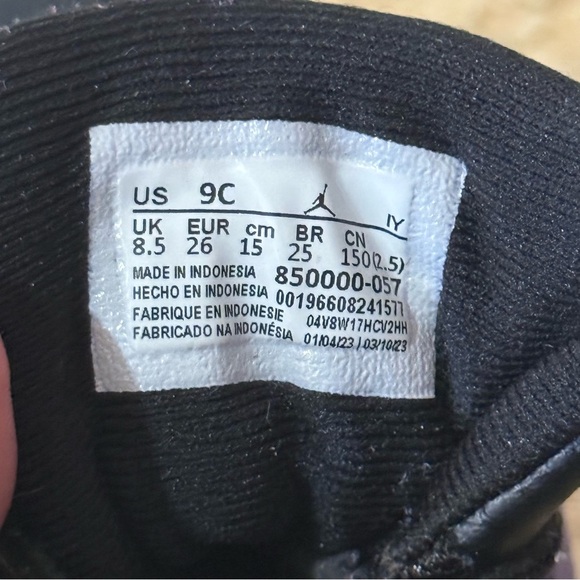 US 9C IY
UK EUR cm BR CN
8.5 26 15 25 150(2.5)
MADE IN INDONESIA 850000-057
HECHO EN INDONESIA 00196608241577
FABRIQUE EN INDONESIE 04V8W17HCV2HH
FABRICADO NA INDONÉSIA 01/04/23 | 03/10/23